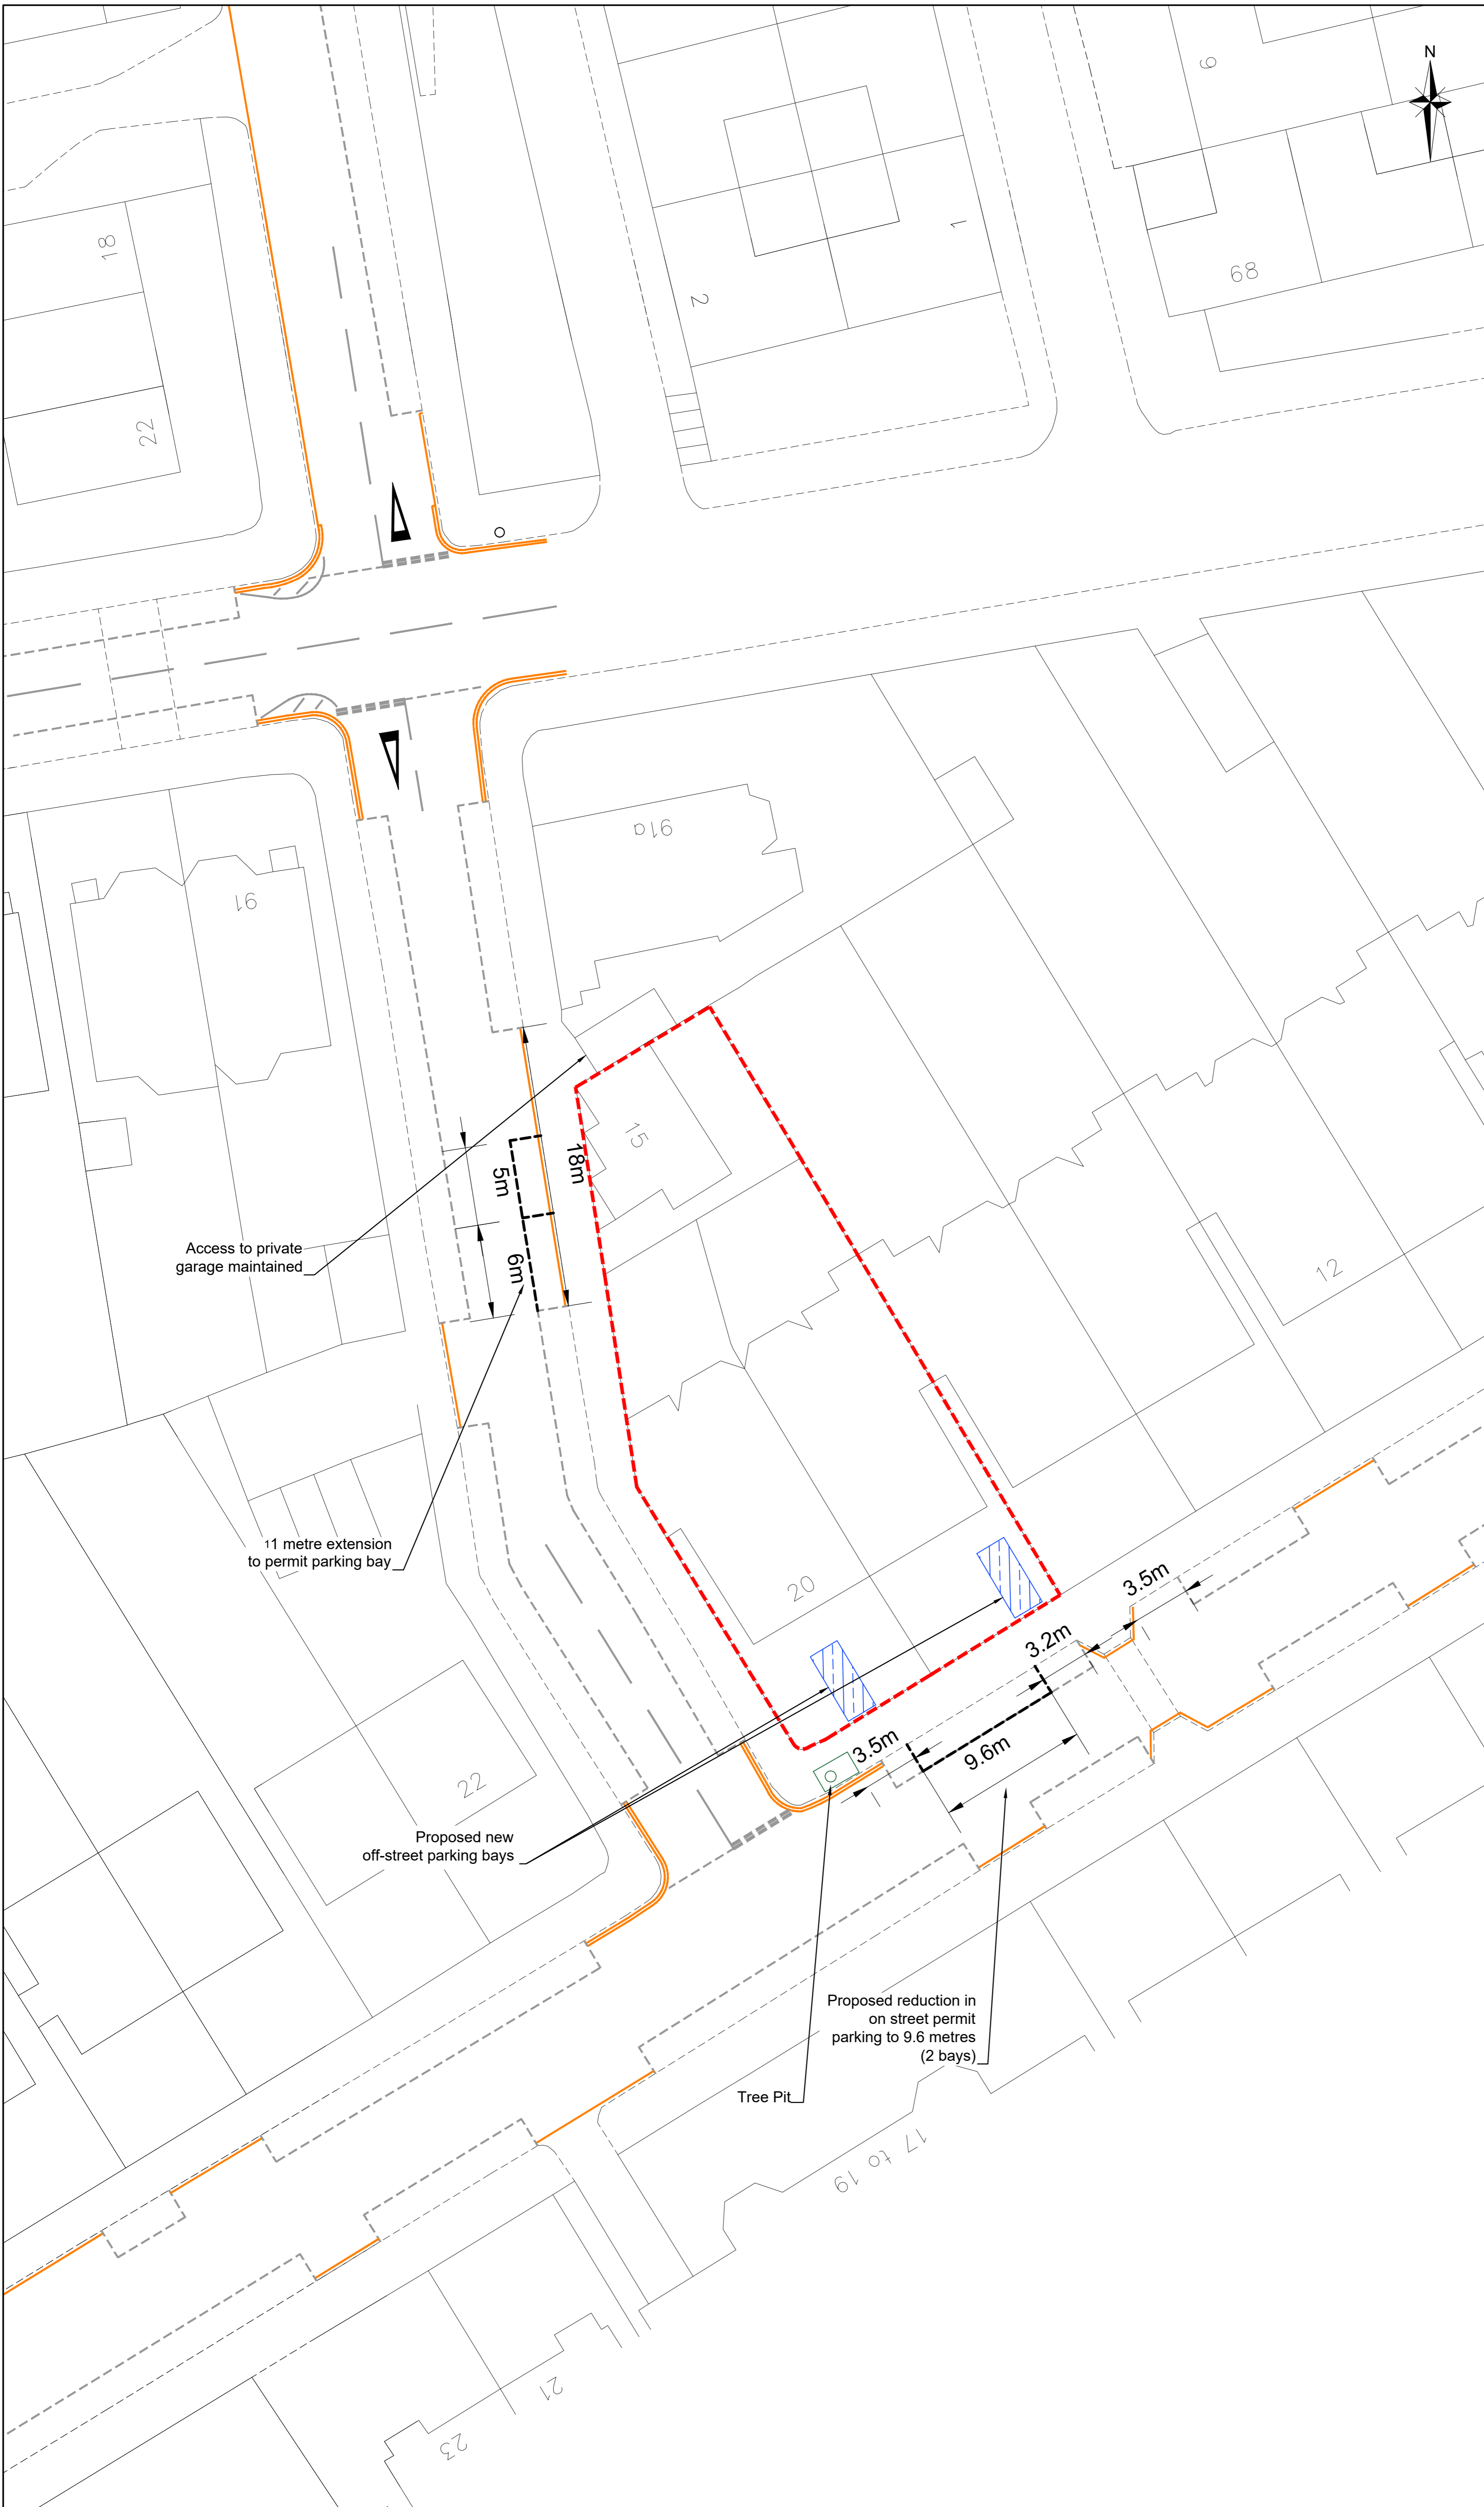 N
9
18
1
2
68
22
91a
91
15
18m
5m
Access to private
garage maintained
6m
12
11 metre extension
to permit parking bay
3.5m
20
3.2m
3.5m
9.6m
22
Proposed new
off-street parking bays
Proposed reduction in
on street permit
parking to 9.6 metres
(2 bays)
Tree Pit
17 to 19
21
23